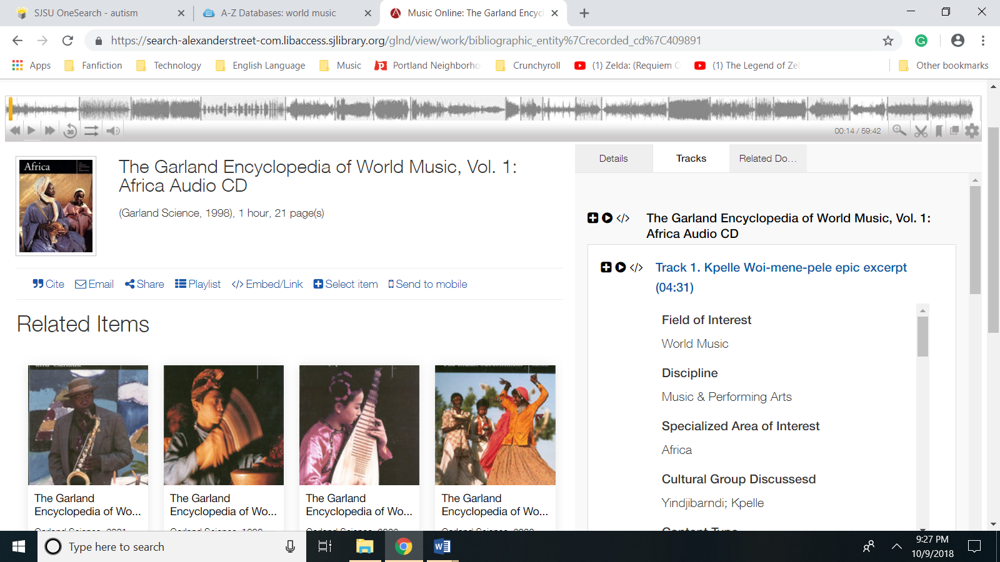 SJSU OneSearch - autism
A-Z Databases: world music
Music Online: The Garland Encyc
https://search-alexanderstreet-com.libaccess.sjlibrary.org/glnd/view/work/bibliographic_entity%7Crecorded_cd%7C409891
Apps
Fanfiction
Technology
English Language
Music
Portland Neighborho
Crunchyroll
(1) Zelda: (Requiem
(1) The Legend of Zel
Other bookmarks
30
00:14 / 59:42
Africa
The Garland Encyclopedia of World Music, Vol. 1:
Africa Audio CD
(Garland Science, 1998), 1 hour, 21 page(s)
Cite
Email
Share
Playlist
</> Embed/Link
Select item
Send to mobile
Related Items
and Canada
The Garland
Encyclopedia of Wo...
The Garland
Encyclopedia of Wo...
The Garland
Encyclopedia of Wo...
The Garland
Encyclopedia of Wo...
Details
Tracks
Related Do...
</>
The Garland Encyclopedia of World Music, Vol. 1:
Africa Audio CD
</>
Track 1. Kpelle Woi-mene-pele epic excerpt
(04:31)
Field of Interest
World Music
Discipline
Music & Performing Arts
Specialized Area of Interest
Africa
Cultural Group Discussesd
Yindjibarndi; Kpelle
Content Type
Type here to search
9:27 PM
10/9/2018